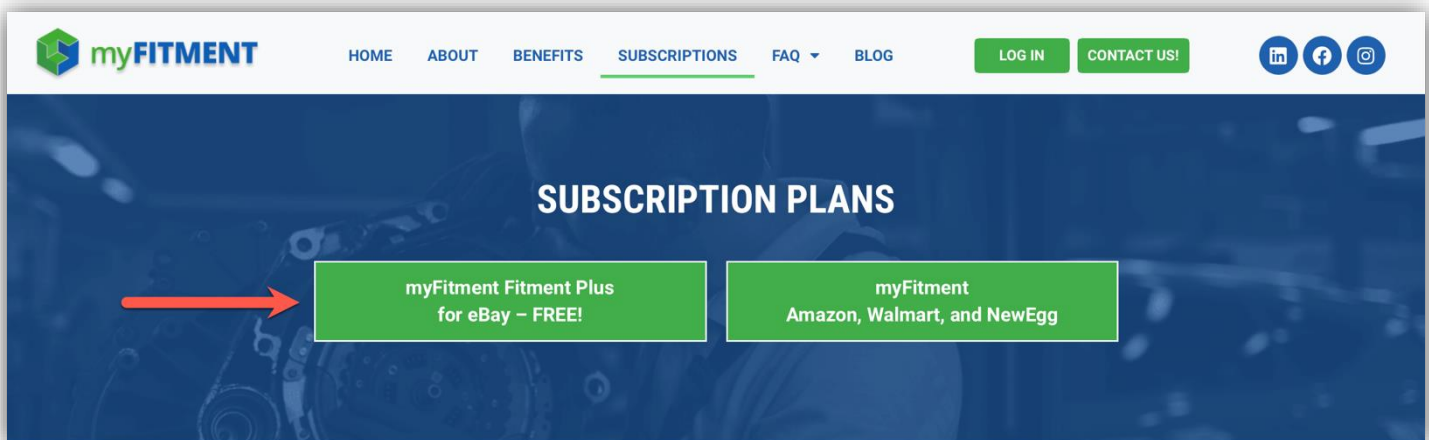 myFITMENT
HOME ABOUT BENEFITS SUBSCRIPTIONS FAQ BLOG LOG IN CONTACT US!
SUBSCRIPTION PLANS
myFitment Fitment Plus
for eBay – FREE!
myFitment
Amazon, Walmart, and NewEgg